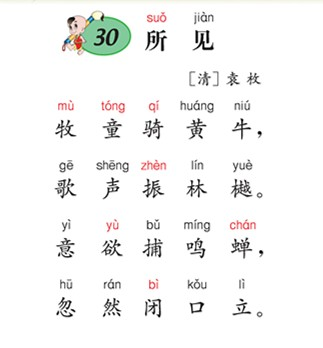 suǒ jiàn
30 所 见
［清］袁 枚
mù tóng qí huáng niú
牧 童 骑 黄 牛，
gē shēng zhèn lín yuè
歌 声 振 林 樾。
yì yù bǔ míng chán
意 欲 捕 鸣 蝉，
hū rán bì kǒu lì
忽 然 闭 口 立。